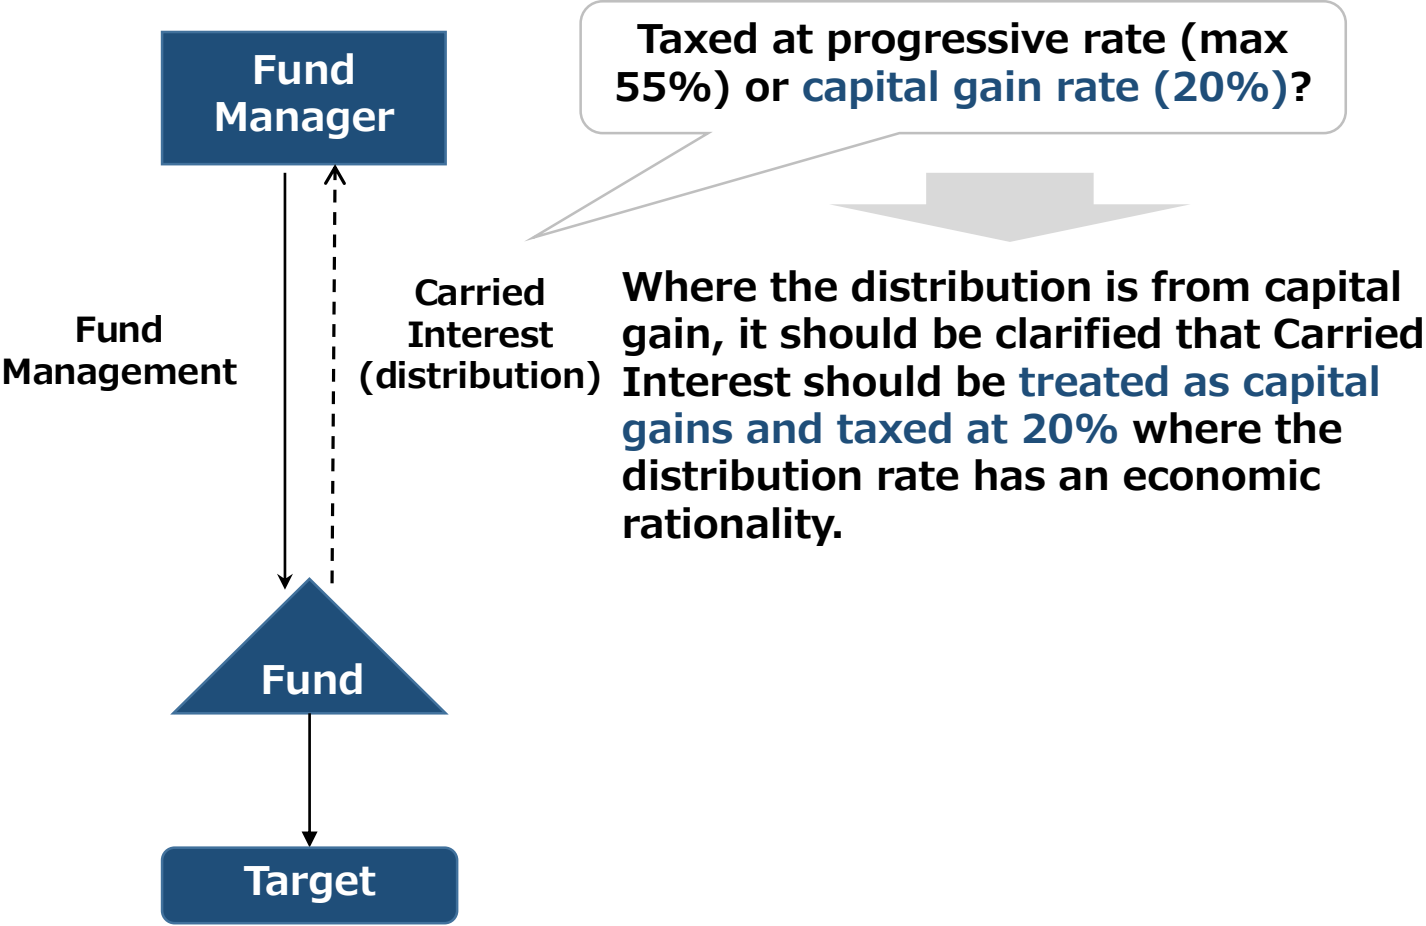 Fund
Manager
Taxed at progressive rate (max
55%) or capital gain rate (20%)?
Fund
Management
Carried
Interest
(distribution)
Where the distribution is from capital
gain, it should be clarified that Carried
Interest should be treated as capital
gains and taxed at 20% where the
distribution rate has an economic
rationality.
Fund
Target